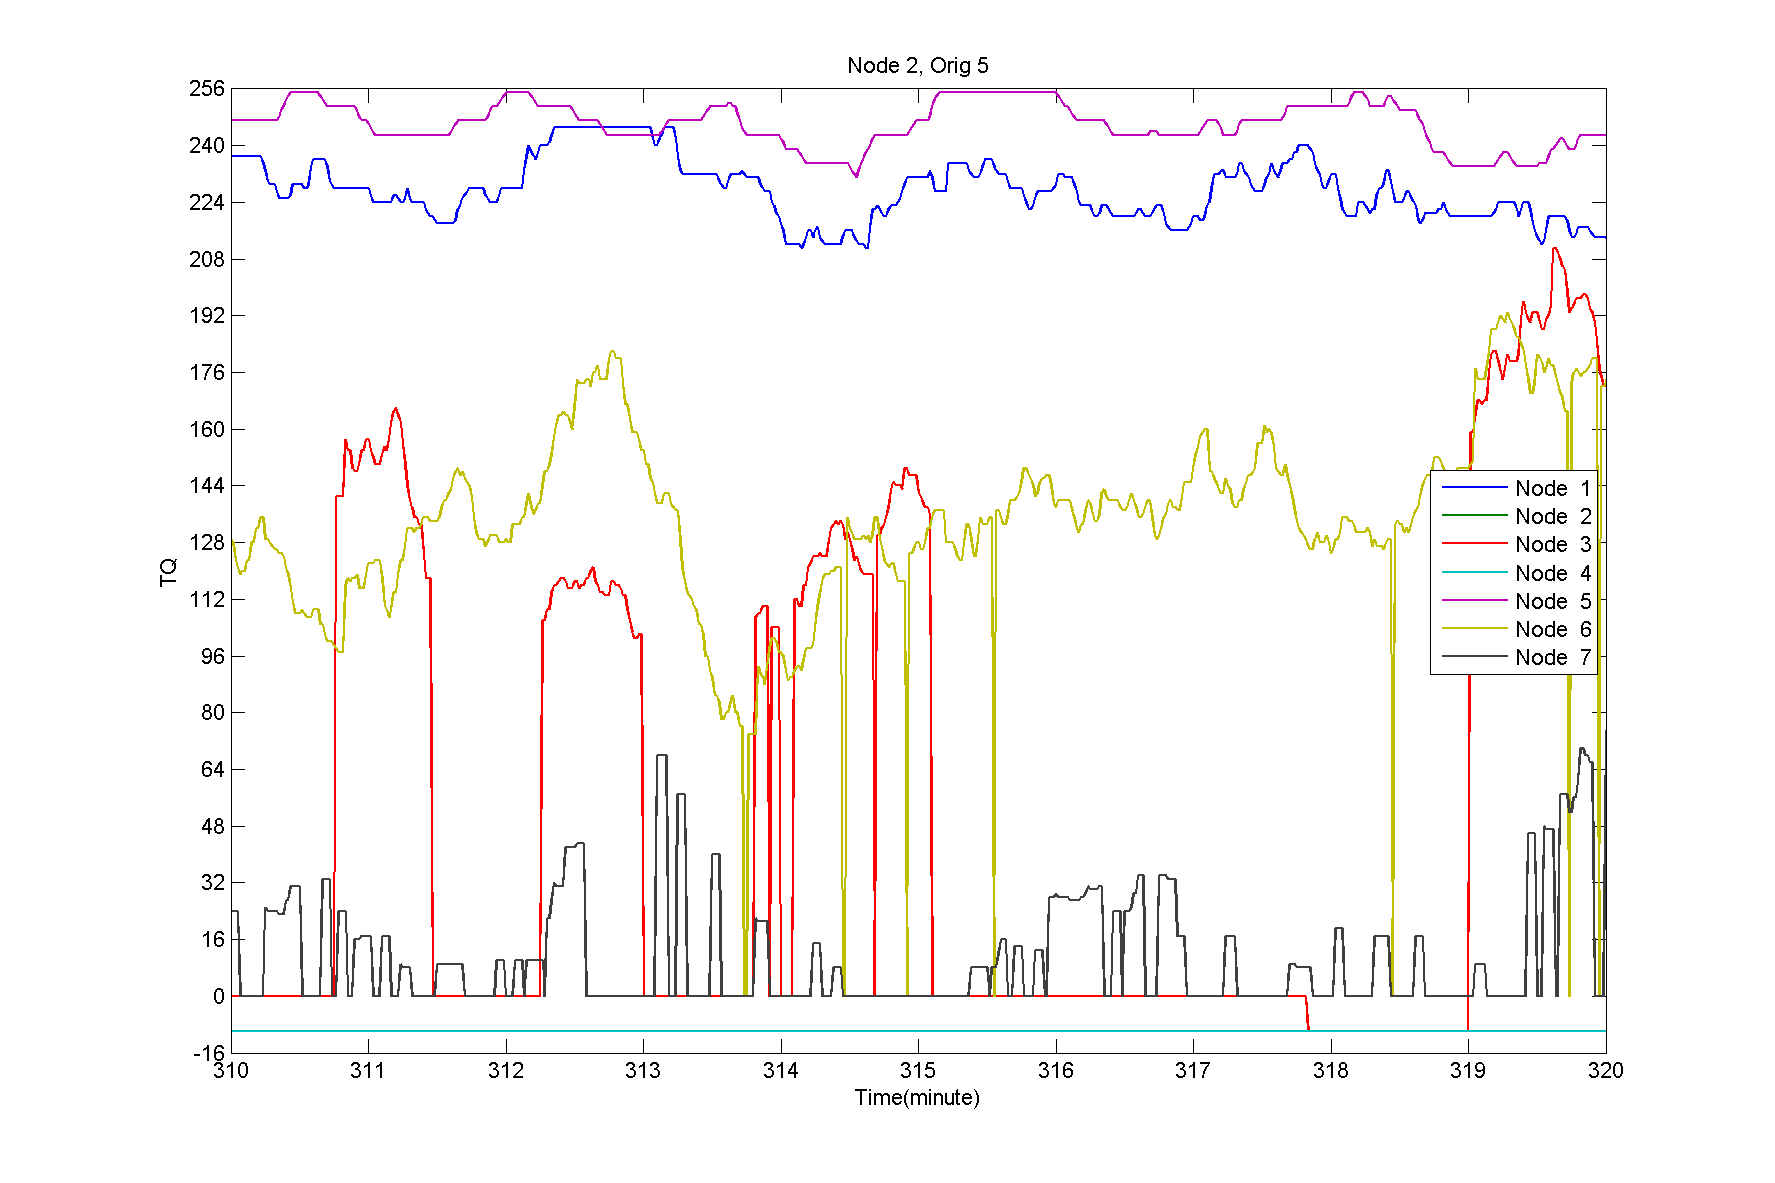 Node 2, Orig 5
256
240
224
208
192
176
160
144
128
112
96
80
64
48
32
16
0
-16
TQ
Node 1
Node 2
Node 3
Node 4
Node 5
Node 6
Node 7
310 311 312 313 314 315 316 317 318 319 320
Time(minute)